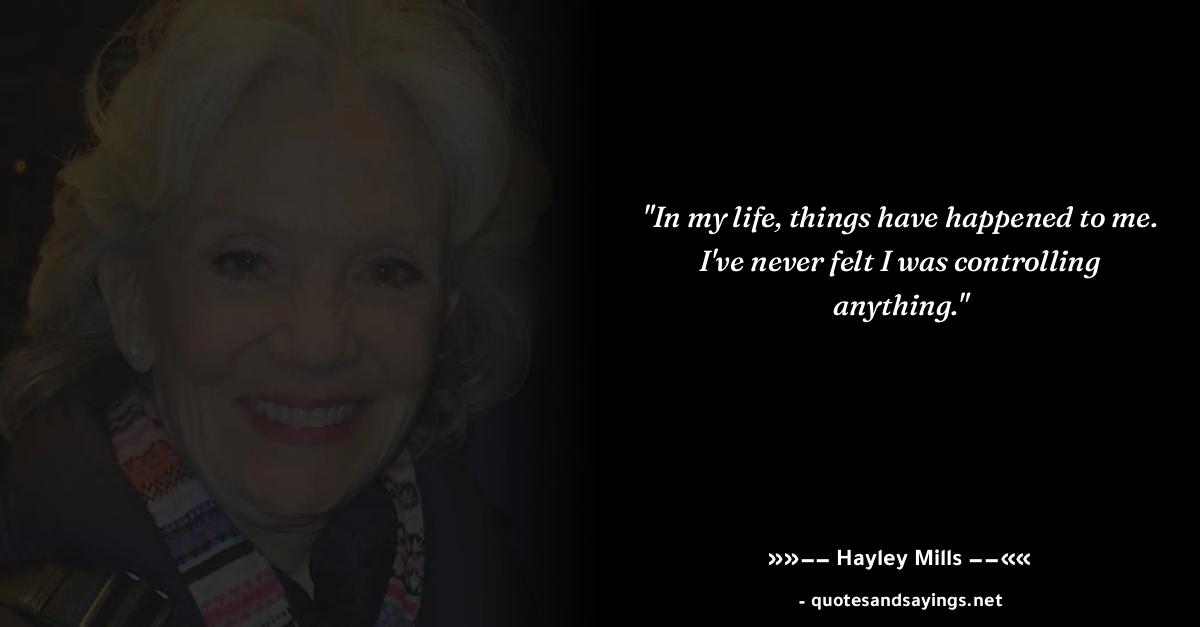 "In my life, things have happened to me.
I've never felt I was controlling
anything."
»»−− Hayley Mills −−««
- quotesandsayings.net